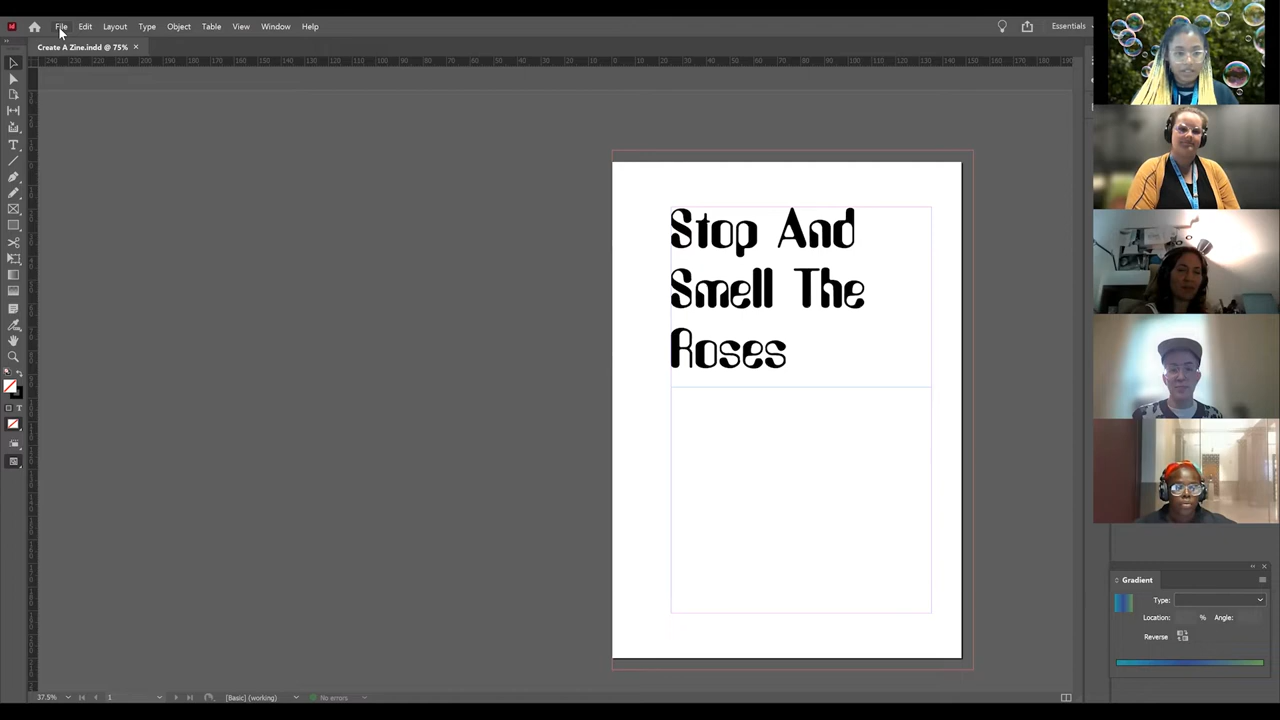 File Edit Layout Type Object Table View Window Help
Essentials
Create A Zine.indd @ 75%
Stop And
Smell The
Roses
Gradient
Type:
Location: % Angle:
Reverse
37.5% 1 [Basic] (working) No errors